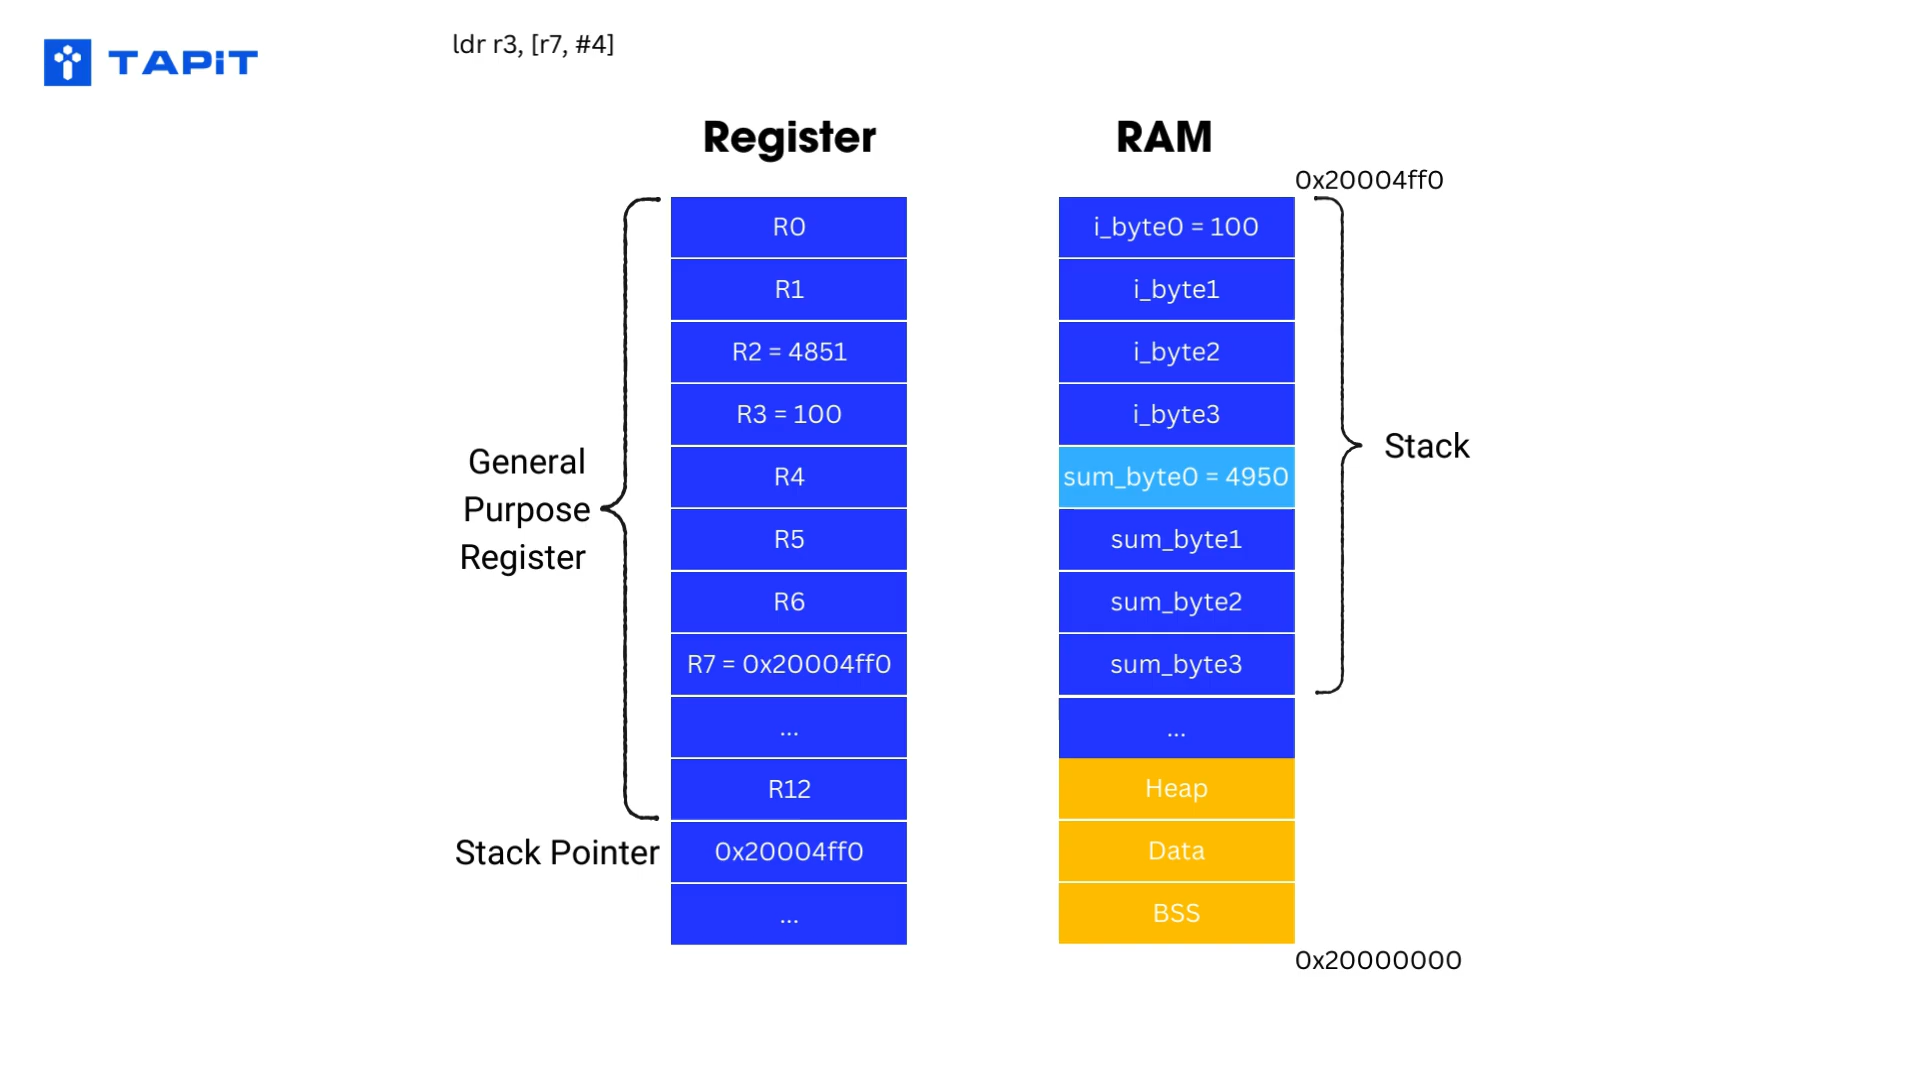 TAPiT
ldr r3, [r7, #4]
Register
RAM
0x20004ff0
R0
R1
R2 = 4851
R3 = 100
R4
R5
R6
R7 = 0x20004ff0
...
R12
0x20004ff0
...
General
Purpose
Register
Stack Pointer
i_byte0 = 100
i_byte1
i_byte2
i_byte3
sum_byte0 = 4950
sum_byte1
sum_byte2
sum_byte3
...
Heap
Data
BSS
Stack
0x20000000